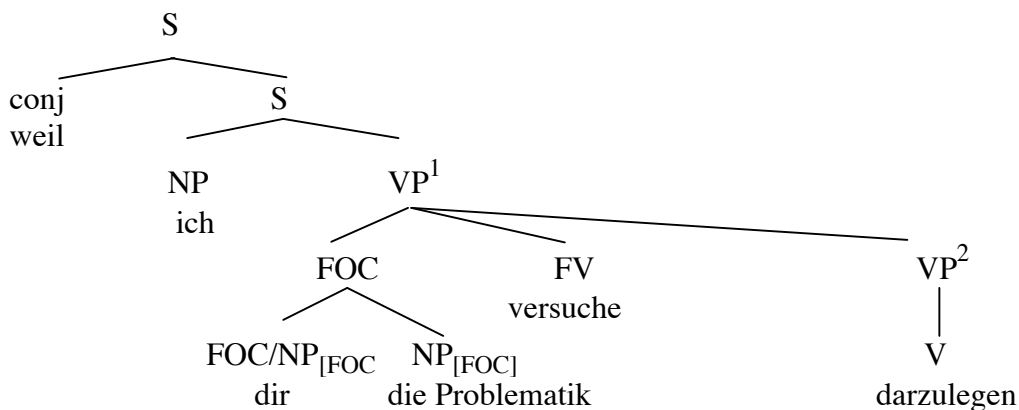 S
conj S
weil
NP VP1
ich
FOC FV VP2
versuche
FOC/NP[FOC NP[FOC] V
dir die Problematik darzulegen